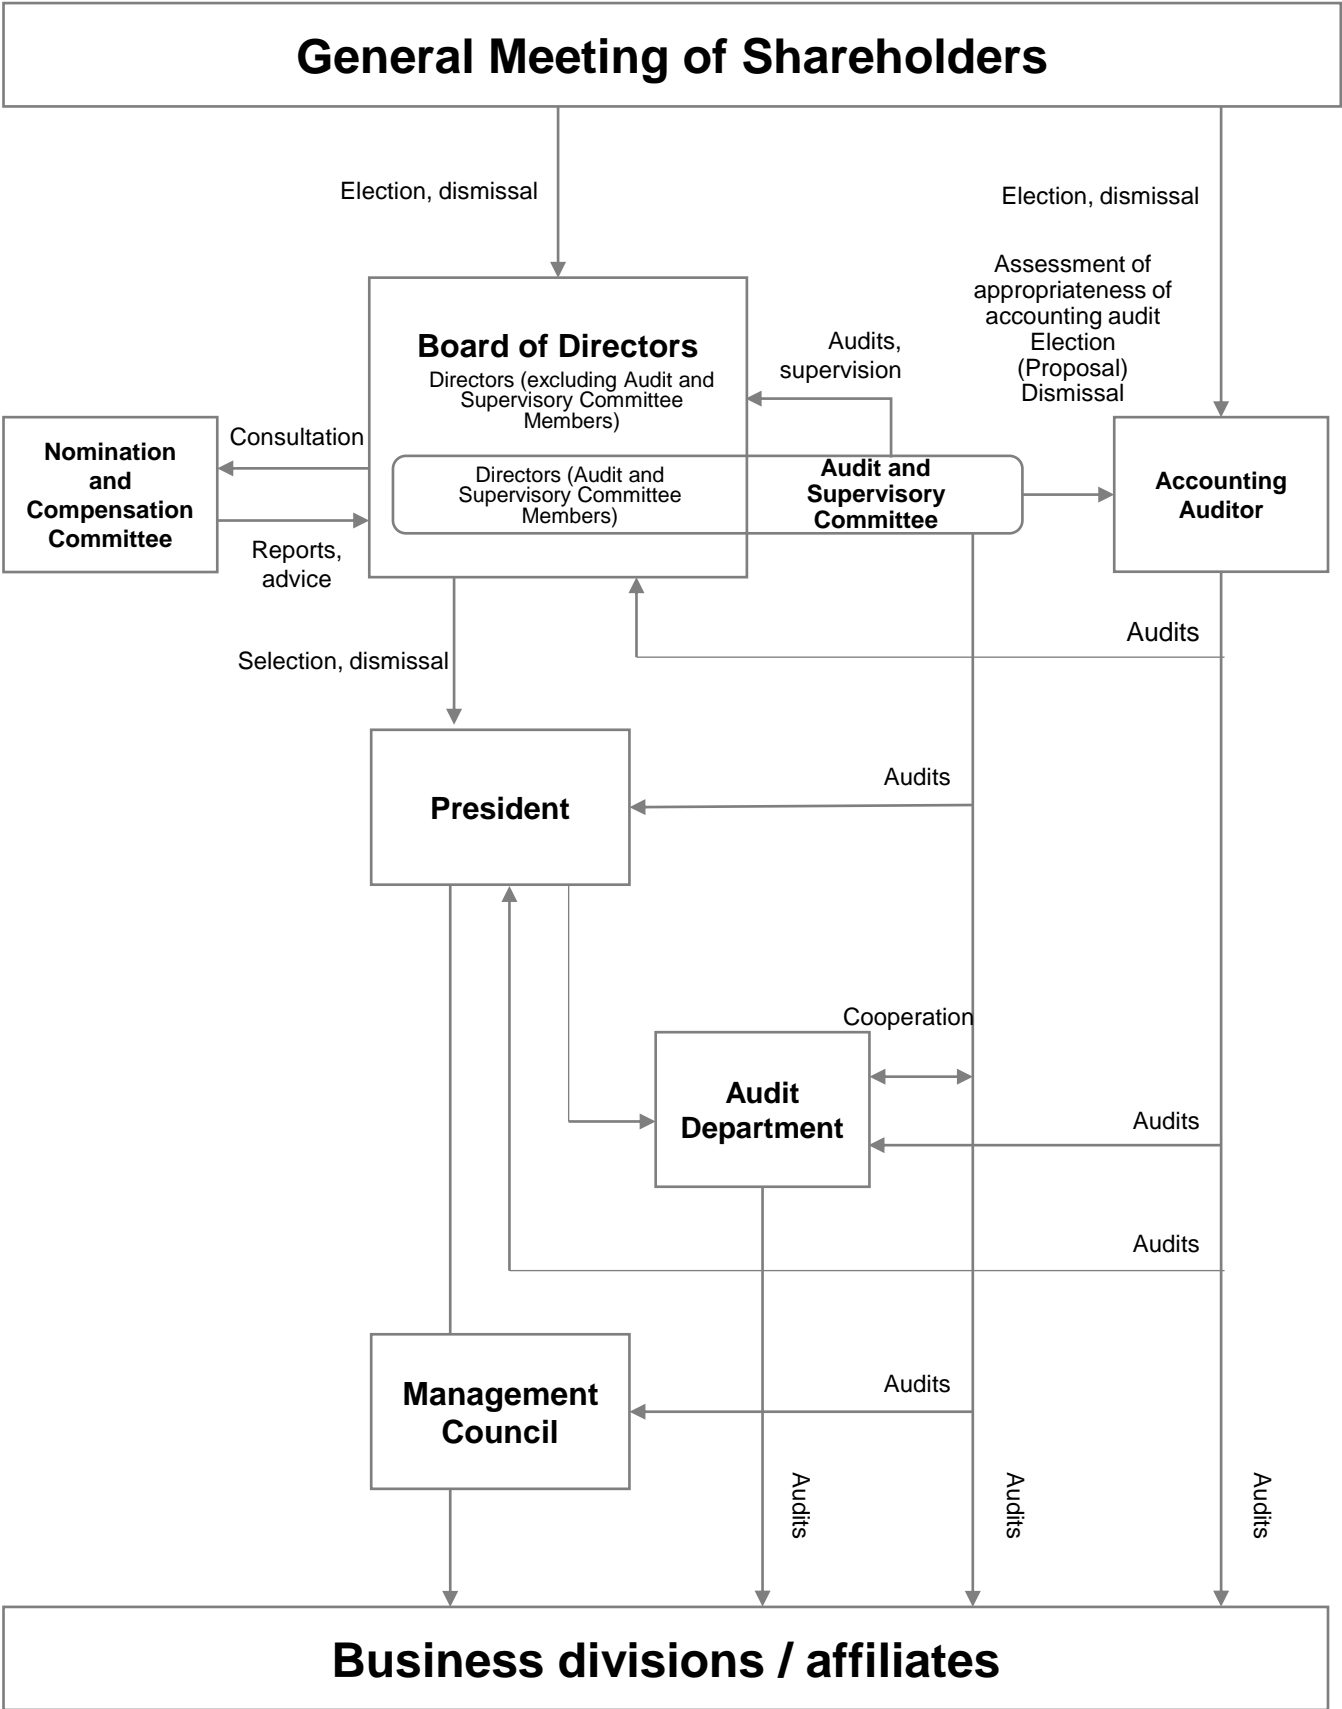 General Meeting of Shareholders
Election, dismissal
Election, dismissal
Assessment of
appropriateness of
accounting audit
Election
(Proposal)
Dismissal
Board of Directors
Directors (excluding Audit and
Supervisory Committee
Members)
Audits,
supervision
Nomination
and
Compensation
Committee
Consultation
Reports,
advice
Directors (Audit and
Supervisory Committee
Members)
Audit and
Supervisory
Committee
Accounting
Auditor
Audits
Selection, dismissal
President
Audits
Cooperation
Audit
Department
Audits
Audits
Management
Council
Audits
Audits
Audits
Audits
Business divisions / affiliates